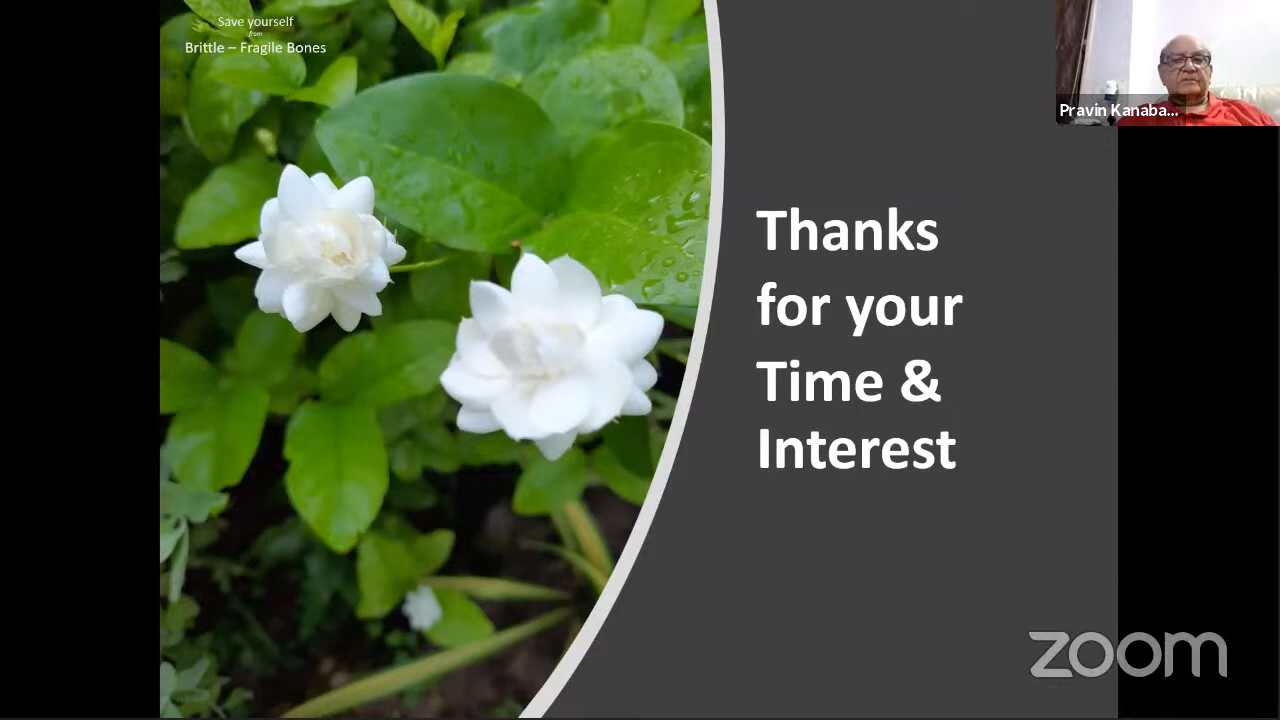 Save yourself
from
Brittle – Fragile Bones
Pravin Kanaba...
Thanks
for your
Time &
Interest
zoom